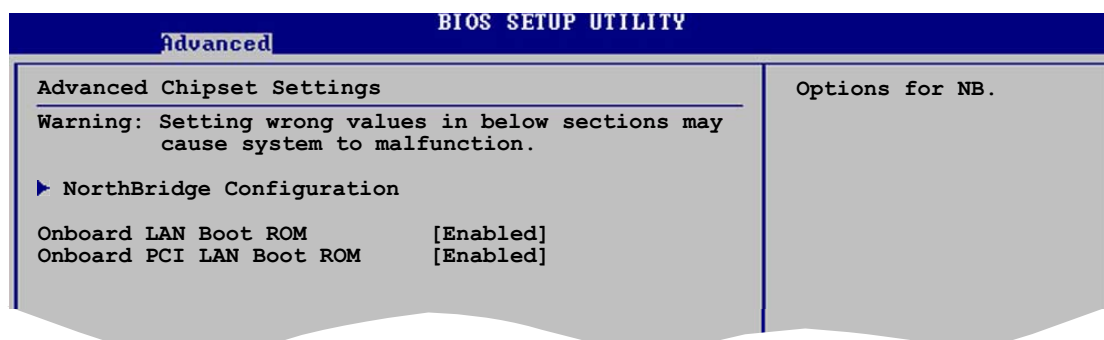 BIOS SETUP UTILITY
Advanced
Advanced Chipset Settings
Warning: Setting wrong values in below sections may
cause system to malfunction.
NorthBridge Configuration
Onboard LAN Boot ROM [Enabled]
Onboard PCI LAN Boot ROM [Enabled]
Options for NB.